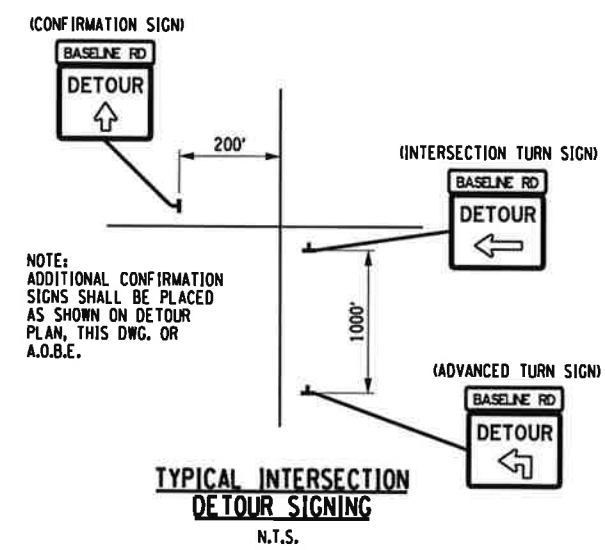 (CONFIRMATION SIGN)
BASELINE RD
DETOUR
200'
(INTERSECTION TURN SIGN)
BASELINE RD
DETOUR
NOTE:
ADDITIONAL CONFIRMATION
SIGNS SHALL BE PLACED
AS SHOWN ON DETOUR
PLAN, THIS DWG. OR
A.O.B.E.
1000'
(ADVANCED TURN SIGN)
BASELINE RD
DETOUR
TYPICAL INTERSECTION
DETOUR SIGNING
N.T.S.